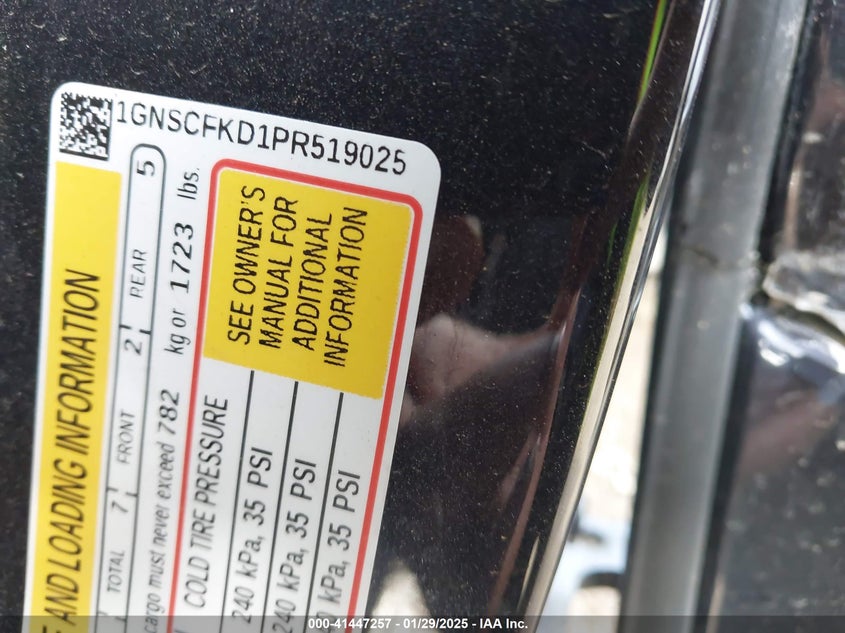 1GNSCFKD1PR519025
AND LOADING INFORMATION
TOTAL 7 FRONT 2 REAR 5
cargo must never exceed 782 kg or 1723 lbs.
COLD TIRE PRESSURE
240 kPa, 35 PSI
240 kPa, 35 PSI
kPa, 35 PSI
SEE OWNER'S
MANUAL FOR
ADDITIONAL
INFORMATION
000-41447257 - 01/29/2025 - IAA Inc.